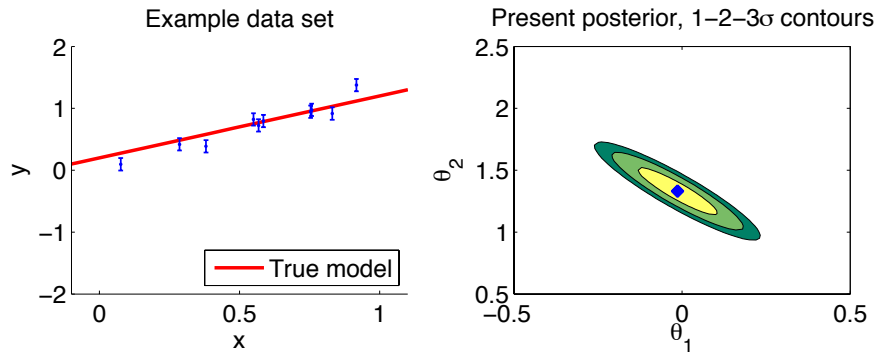 Example data set
2
1
0
−1
−2
y
0
0.5
1
x
True model
Present posterior, 1−2−3σ contours
2.5
2
1.5
1
0.5
θ2
−0.5
0
0.5
θ1